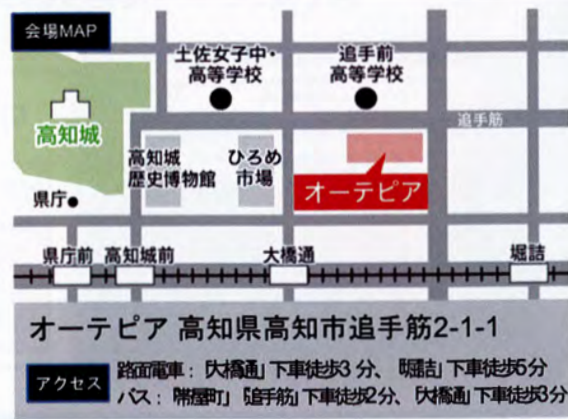 会場MAP
土佐女子中・
高等学校
追手前
高等学校
高知城
追手筋
高知城
歴史博物館
ひろめ
市場
オーテピア
県庁
県庁前
高知城前
大橋通
堀詰
オーテピア 高知県高知市追手筋2-1-1
アクセス
路面電車:「大橋通」下車徒歩3分、「堀詰」下車徒歩5分
バス:「帯屋町」「追手筋」下車徒歩2分、「大橋通」下車徒歩3分